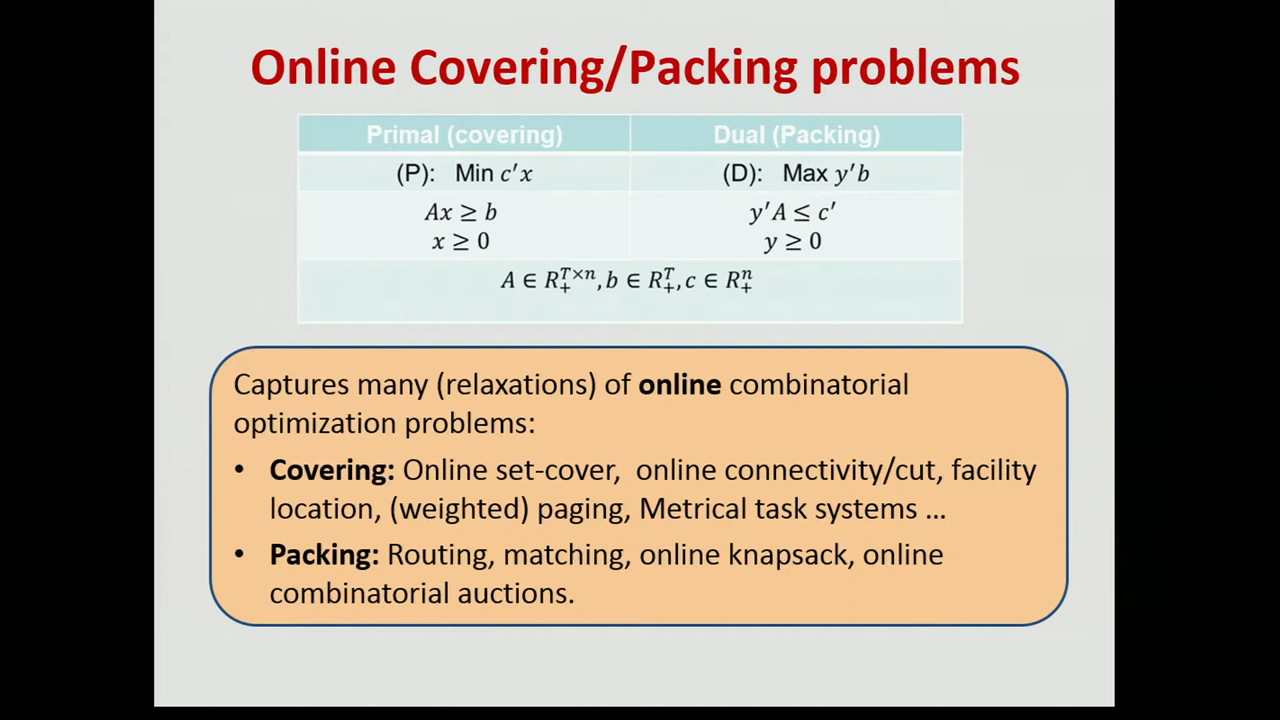 Online Covering/Packing problems
Primal (covering) Dual (Packing)
(P): Min c′x (D): Max y′b
Ax ≥ b y′A ≤ c′
x ≥ 0 y ≥ 0
A ∈ R₊ᵀˣⁿ, b ∈ R₊ᵀ, c ∈ R₊ⁿ
Captures many (relaxations) of online combinatorial
optimization problems:
• Covering: Online set-cover, online connectivity/cut, facility
location, (weighted) paging, Metrical task systems ...
• Packing: Routing, matching, online knapsack, online
combinatorial auctions.